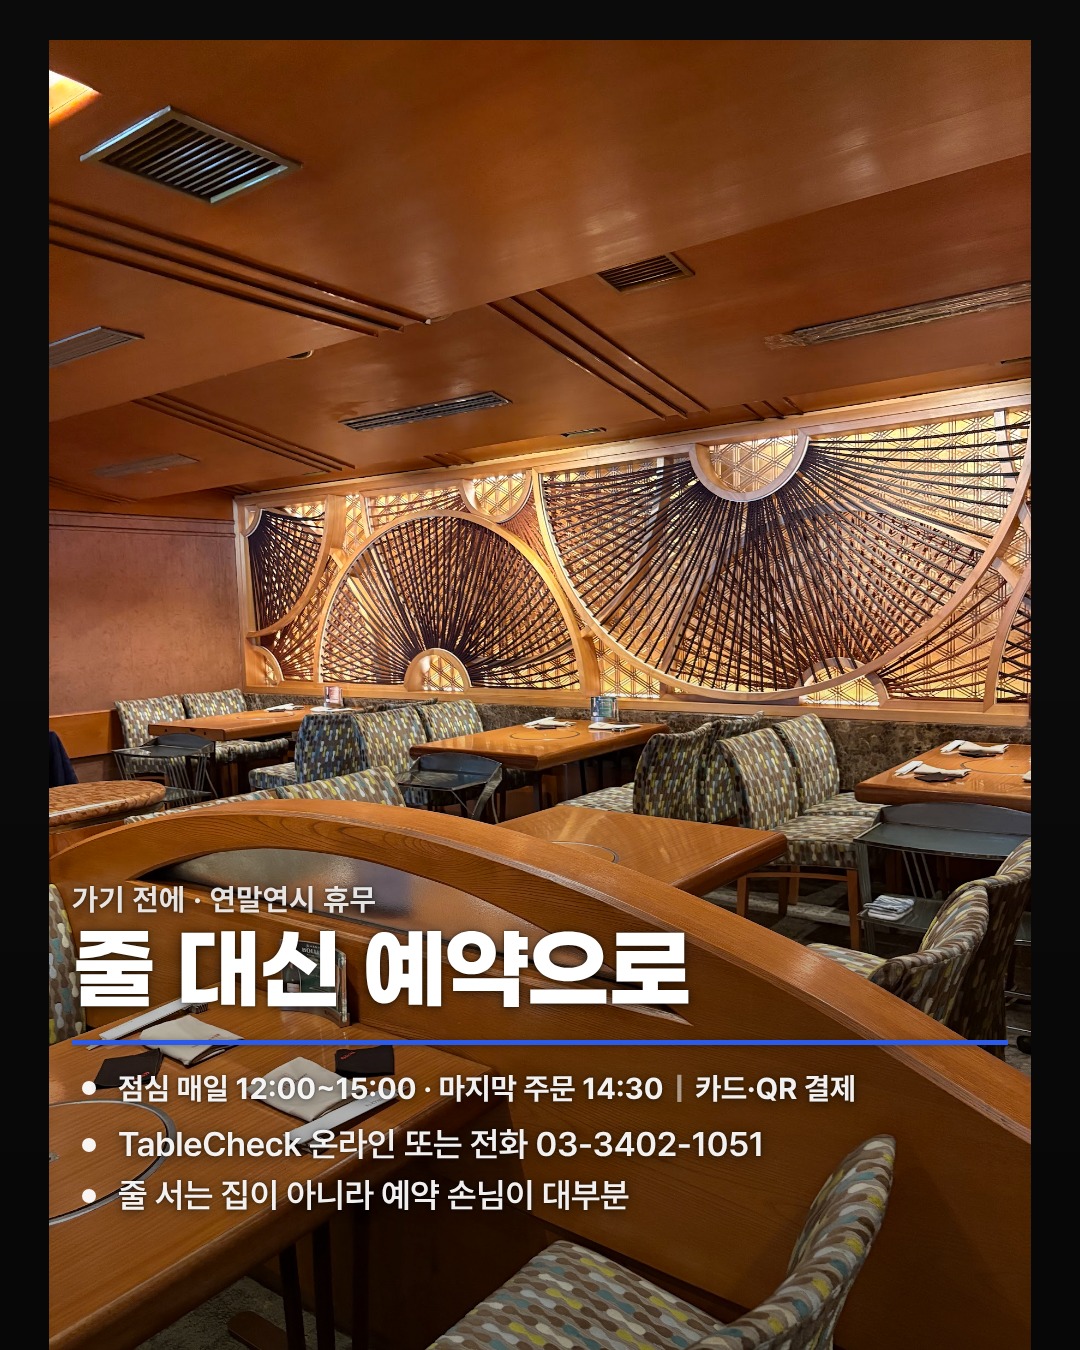 가기 전에 · 연말연시 휴무
줄 대신 예약으로
점심 매일 12:00~15:00 · 마지막 주문 14:30 | 카드·QR 결제
TableCheck 온라인 또는 전화 03-3402-1051
줄 서는 집이 아니라 예약 손님이 대부분